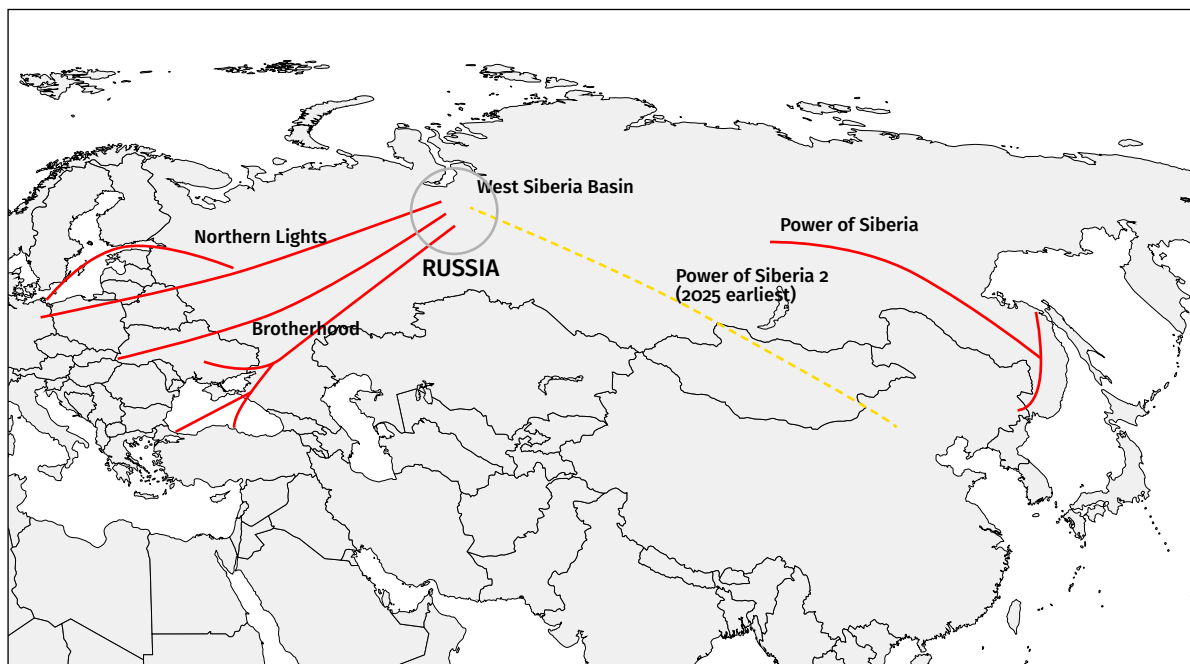 West Siberia Basin
Power of Siberia
Northern Lights
RUSSIA
Power of Siberia 2
(2025 earliest)
Brotherhood